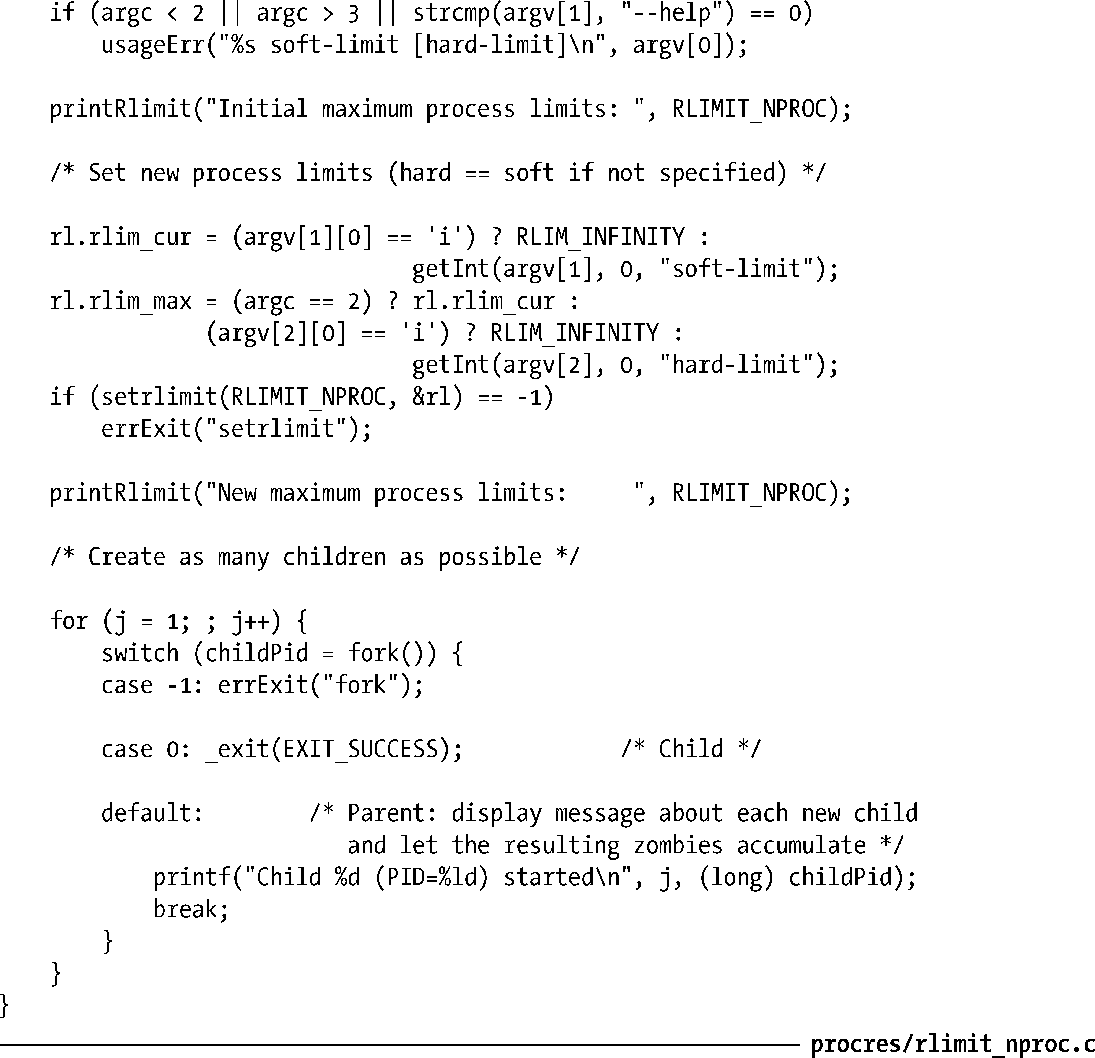 if (argc < 2 || argc > 3 || strcmp(argv[1], "--help") == 0)
usageErr("%s soft-limit [hard-limit]\n", argv[0]);
printRlimit("Initial maximum process limits: ", RLIMIT_NPROC);
/* Set new process limits (hard == soft if not specified) */
rl.rlim_cur = (argv[1][0] == 'i') ? RLIM_INFINITY :
getInt(argv[1], 0, "soft-limit");
rl.rlim_max = (argc == 2) ? rl.rlim_cur :
(argv[2][0] == 'i') ? RLIM_INFINITY :
getInt(argv[2], 0, "hard-limit");
if (setrlimit(RLIMIT_NPROC, &rl) == -1)
errExit("setrlimit");
printRlimit("New maximum process limits:     ", RLIMIT_NPROC);
/* Create as many children as possible */
for (j = 1; ; j++) {
switch (childPid = fork()) {
case -1: errExit("fork");
case 0: _exit(EXIT_SUCCESS);            /* Child */
default:        /* Parent: display message about each new child
and let the resulting zombies accumulate */
printf("Child %d (PID=%ld) started\n", j, (long) childPid);
break;
}
}
}
procres/rlimit_nproc.c